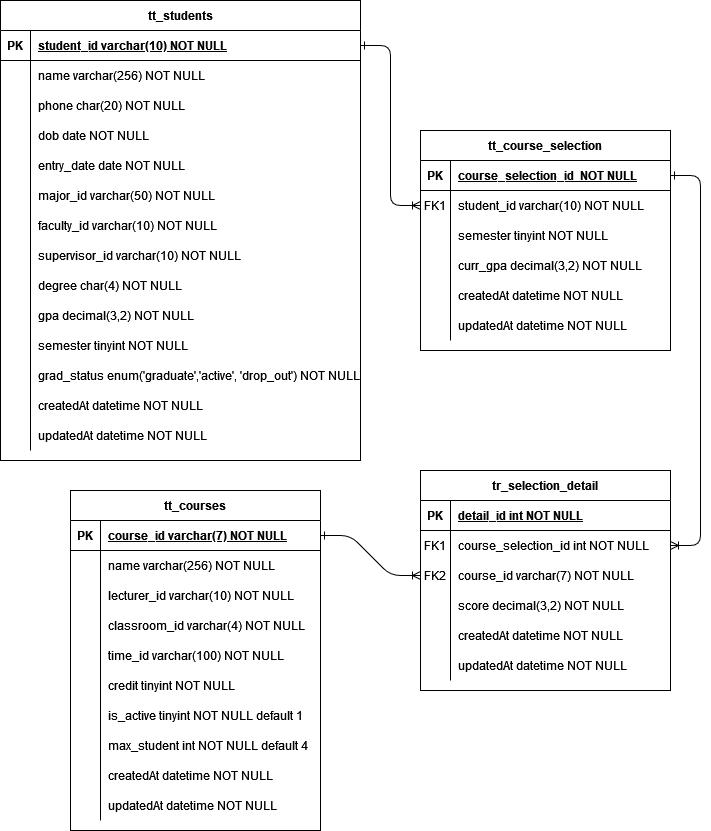 tt_students
PK student_id varchar(10) NOT NULL
name varchar(256) NOT NULL
phone char(20) NOT NULL
dob date NOT NULL
entry_date date NOT NULL
major_id varchar(50) NOT NULL
faculty_id varchar(10) NOT NULL
supervisor_id varchar(10) NOT NULL
degree char(4) NOT NULL
gpa decimal(3,2) NOT NULL
semester tinyint NOT NULL
grad_status enum('graduate','active', 'drop_out') NOT NULL
createdAt datetime NOT NULL
updatedAt datetime NOT NULL
tt_course_selection
PK course_selection_id  NOT NULL
FK1 student_id varchar(10) NOT NULL
semester tinyint NOT NULL
curr_gpa decimal(3,2) NOT NULL
createdAt datetime NOT NULL
updatedAt datetime NOT NULL
tt_courses
PK course_id varchar(7) NOT NULL
name varchar(256) NOT NULL
lecturer_id varchar(10) NOT NULL
classroom_id varchar(4) NOT NULL
time_id varchar(100) NOT NULL
credit tinyint NOT NULL
is_active tinyint NOT NULL default 1
max_student int NOT NULL default 4
createdAt datetime NOT NULL
updatedAt datetime NOT NULL
tr_selection_detail
PK detail_id int NOT NULL
FK1 course_selection_id int NOT NULL
FK2 course_id varchar(7) NOT NULL
score decimal(3,2) NOT NULL
createdAt datetime NOT NULL
updatedAt datetime NOT NULL